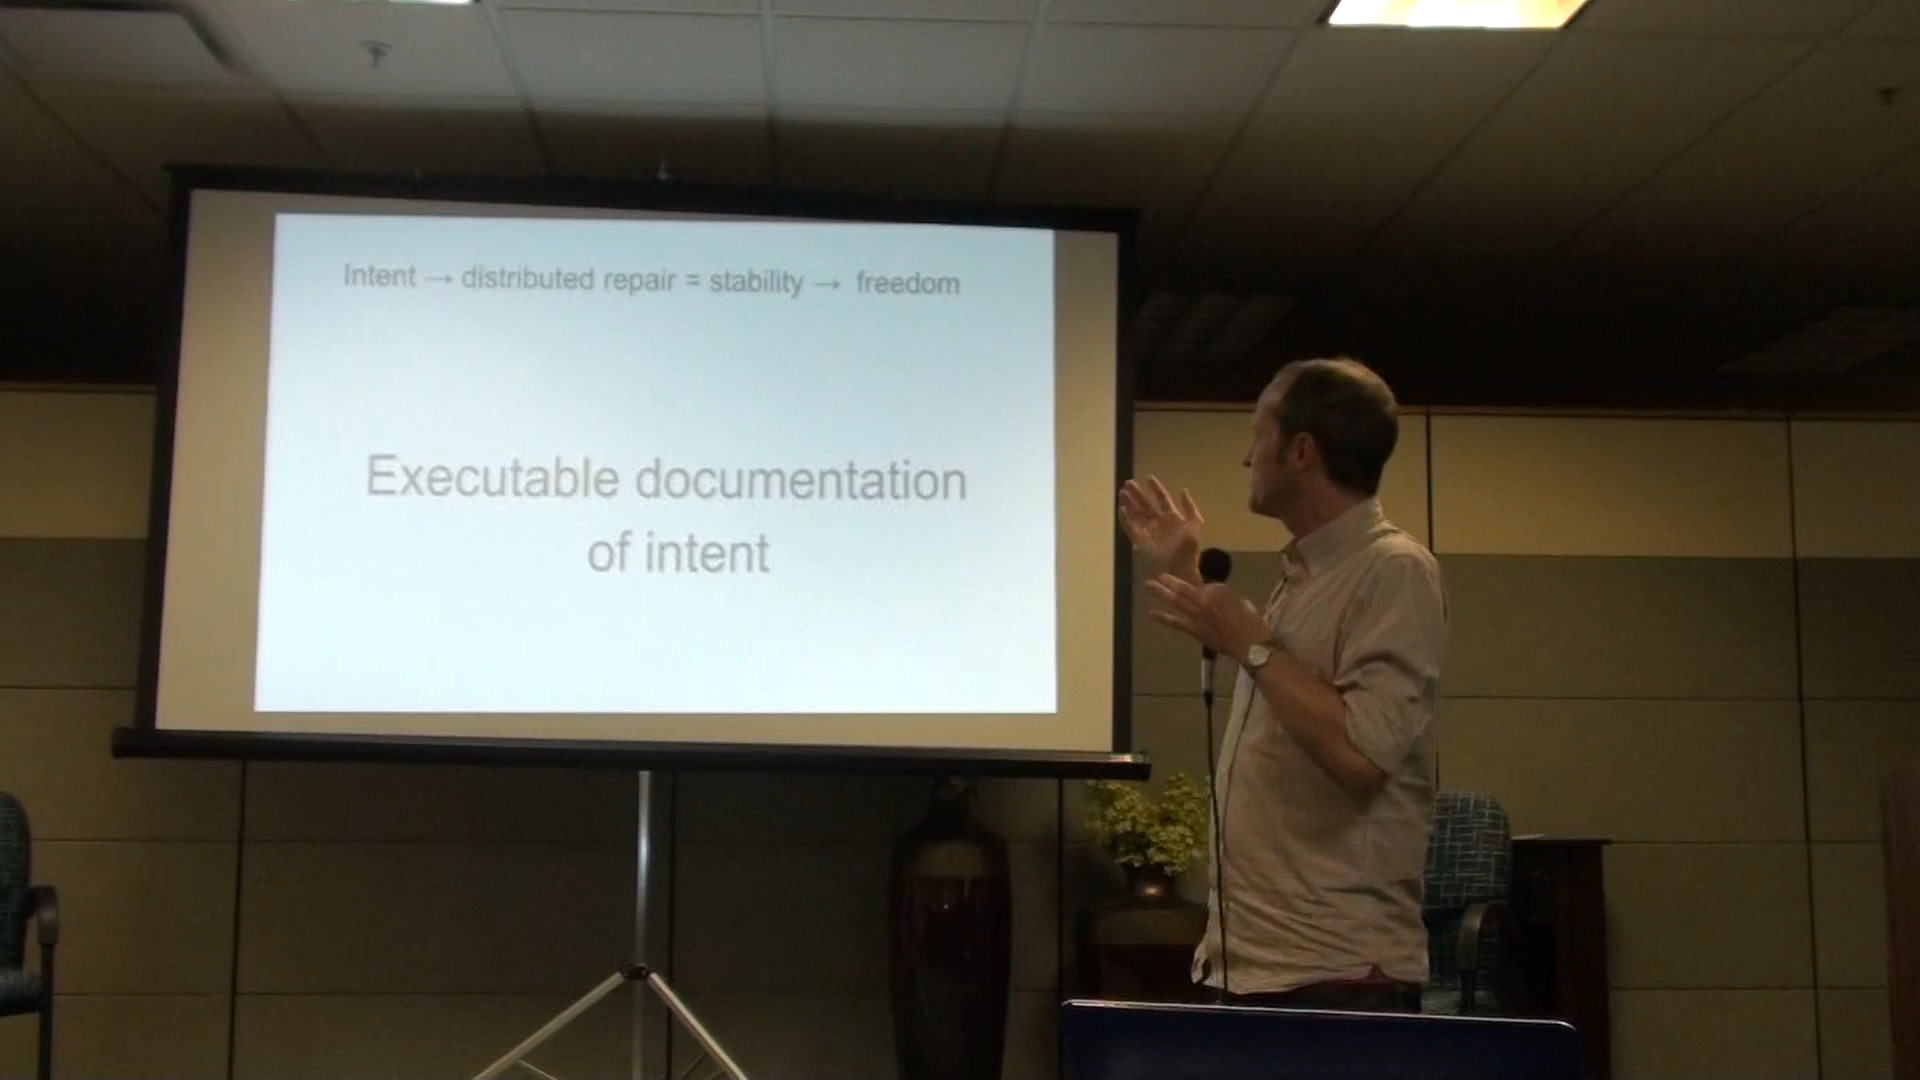 Intent → distributed repair = stability → freedom
Executable documentation
of intent